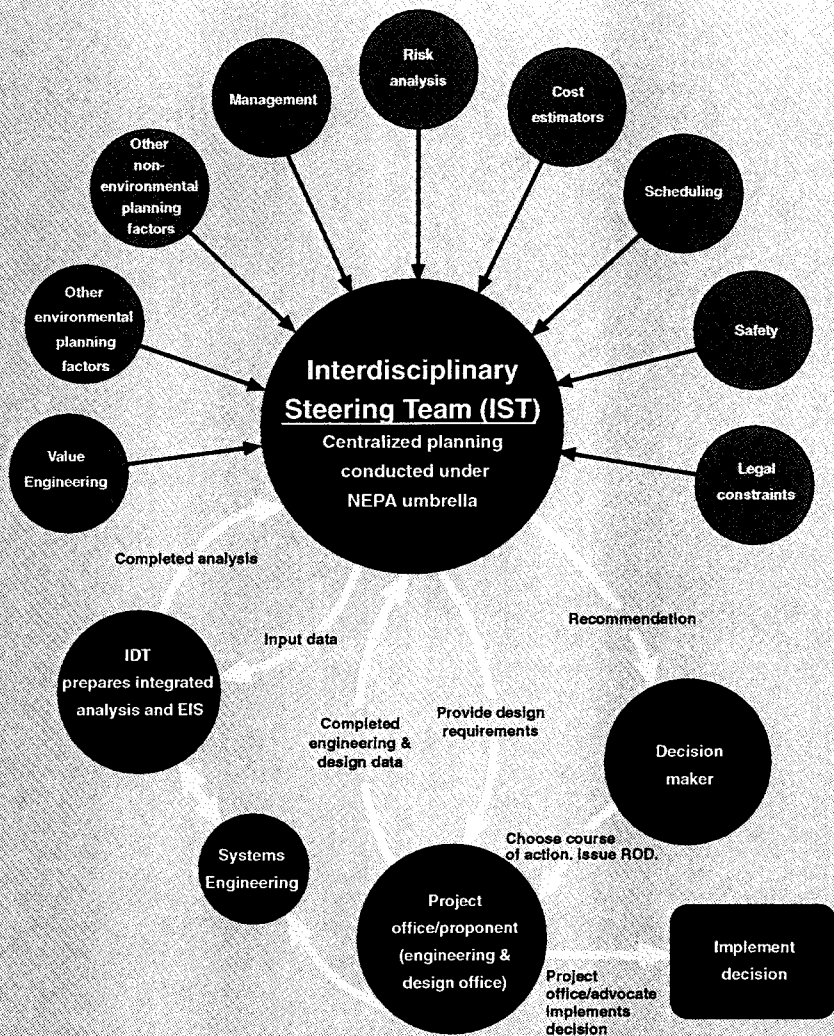 Risk
analysis
Management
Cost
estimators
Other
non-
environmental
planning
factors
Scheduling
Other
environmental
planning
factors
Safety
Value
Engineering
Legal
constraints
Interdisciplinary
Steering Team (IST)
Centralized planning
conducted under
NEPA umbrella
Completed analysis
Input data
Recommendation
IDT
prepares integrated
analysis and EIS
Completed
engineering &
design data
Provide design
requirements
Decision
maker
Choose course
of action. Issue ROD.
Systems
Engineering
Project
office/proponent
(engineering &
design office)
Implement
decision
Project
office/advocate
implements
decision